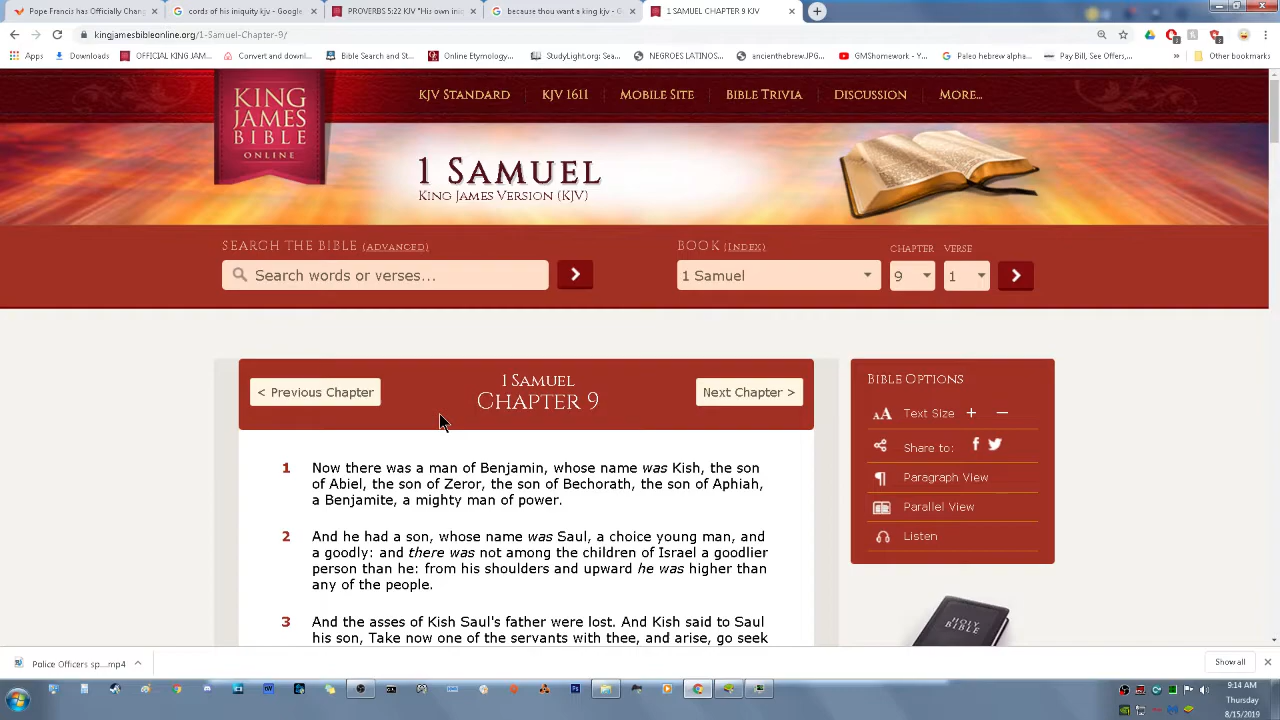 Pope Francis has Officially Chang
cords of his iniquity kjv - Google
PROVERBS 5:22 KJV "His own in
because thou want a king kjv - G
1 SAMUEL CHAPTER 9 KJV
kingjamesbibleonline.org/1-Samuel-Chapter-9/
Apps
Downloads
OFFICIAL KING JAM...
Convert and downlo...
Bible Search and St...
Online Etymology...
StudyLight.org: So...
NEGROES LATINOS...
ancienthebrew.JPG...
GMShomework - Y...
Paleo hebrew alpha...
Pay Bill, See Offers,...
Other bookmarks
KING
JAMES
BIBLE
ONLINE
KJV Standard
KJV 1611
Mobile Site
Bible Trivia
Discussion
More...
1 Samuel
King James Version (KJV)
Search the Bible (Advanced)
Book (Index)
Chapter
Verse
Search words or verses...
1 Samuel
9
1
< Previous Chapter
1 Samuel
Chapter 9
Next Chapter >
1 Now there was a man of Benjamin, whose name was Kish, the son
of Abiel, the son of Zeror, the son of Bechorath, the son of Aphiah,
a Benjamite, a mighty man of power.
2 And he had a son, whose name was Saul, a choice young man, and
a goodly: and there was not among the children of Israel a goodlier
person than he: from his shoulders and upward he was higher than
any of the people.
3 And the asses of Kish Saul's father were lost. And Kish said to Saul
his son, Take now one of the servants with thee, and arise, go seek
Bible Options
Text Size + −
Share to:
Paragraph View
Parallel View
Listen
HOLY
BIBLE
Police Officers sp....mp4
Show all
9:14 AM
Thursday
8/15/2019